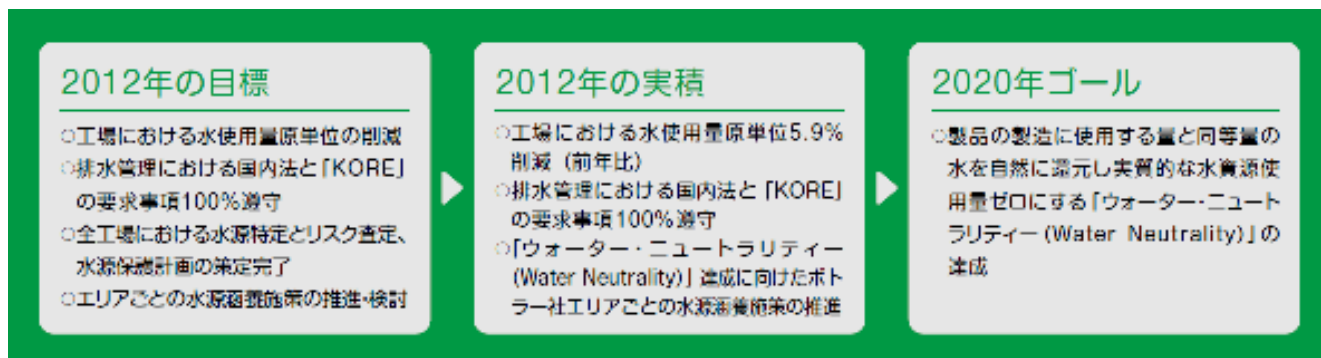 2012年の目標
○工場における水使用量原単位の削減
○排水管理における国内法と「KORE」
の要求事項100%遵守
○全工場における水源特定とリスク査定、
水源保護計画の策定完了
○エリアごとの水源涵養施策の推進・検討
2012年の実積
○工場における水使用量原単位5.9%
削減（前年比）
○排水管理における国内法と「KORE」
の要求事項100%遵守
○「ウォーター・ニュートラリティー
(Water Neutrality)」達成に向けたボト
ラー社エリアごとの水源涵養施策の推進
2020年ゴール
○製品の製造に使用する量と同等量の
水を自然に還元し実質的な水資源使
用量ゼロにする「ウォーター・ニュート
ラリティー(Water Neutrality)」の
達成